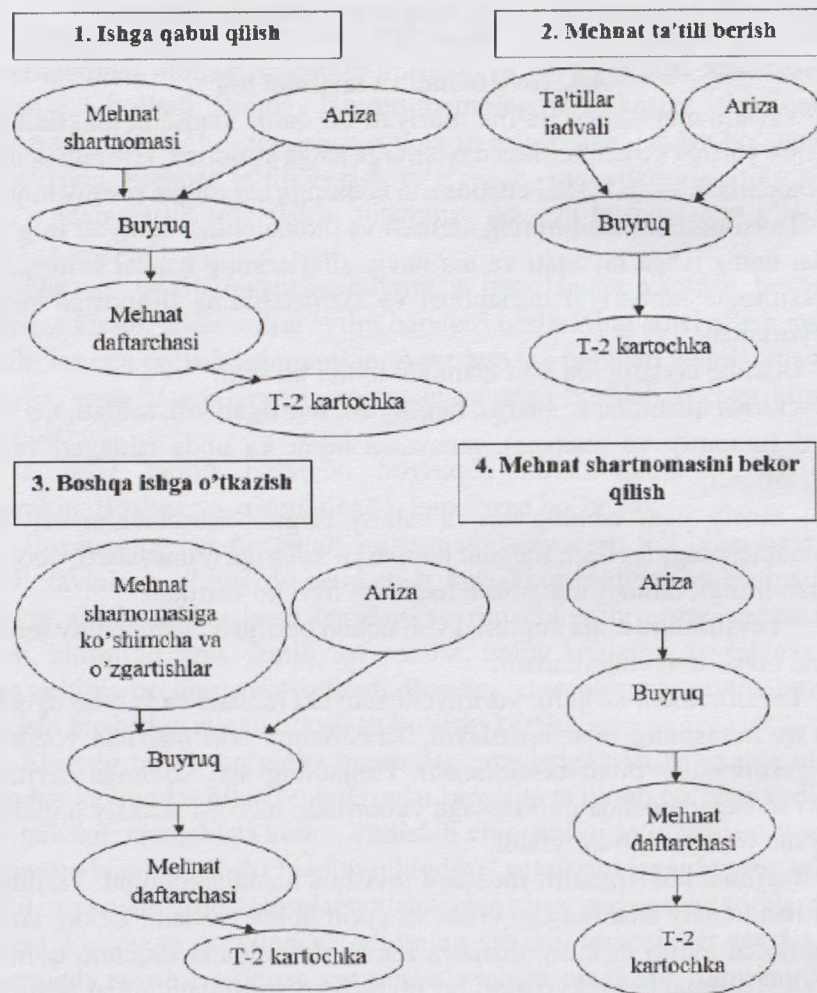 1. Ishga qabul qilish
Mehnat
shartnomasi
Ariza
Buyruq
Mehnat
daftarchasi
T-2 kartochka
2. Mehnat ta'tili berish
Ta'tillar
iadvali
Ariza
Buyruq
T-2 kartochka
3. Boshqa ishga o'tkazish
Mehnat
sharnomasiga
ko'shimcha va
o'zgartishlar
Ariza
Buyruq
Mehnat
daftarchasi
T-2 kartochka
4. Mehnat shartnomasini bekor
qilish
Ariza
Buyruq
Mehnat
daftarchasi
T-2
kartochka